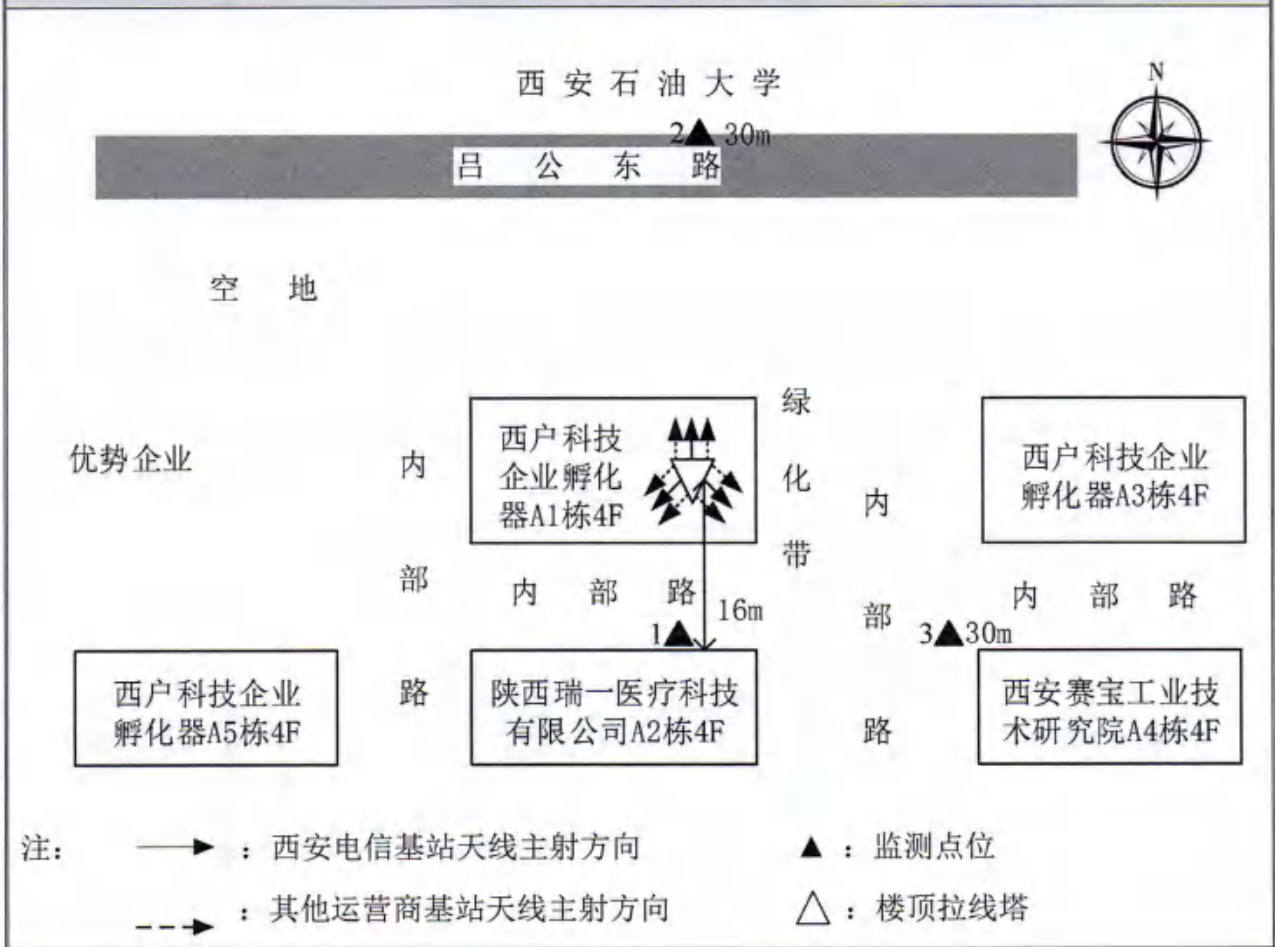 西安石油大学
N
2 30m
吕公东路
空地
绿化带
西户科技
企业孵化
器A1栋4F
西户科技企业
孵化器A3栋4F
优势企业
内部路
内部路
内部路
16m
内部路
1
3 30m
西户科技企业
孵化器A5栋4F
陕西瑞一医疗科技
有限公司A2栋4F
西安赛宝工业技
术研究院A4栋4F
注: : 西安电信基站天线主射方向
▲ : 监测点位
: 其他运营商基站天线主射方向
△ : 楼顶拉线塔